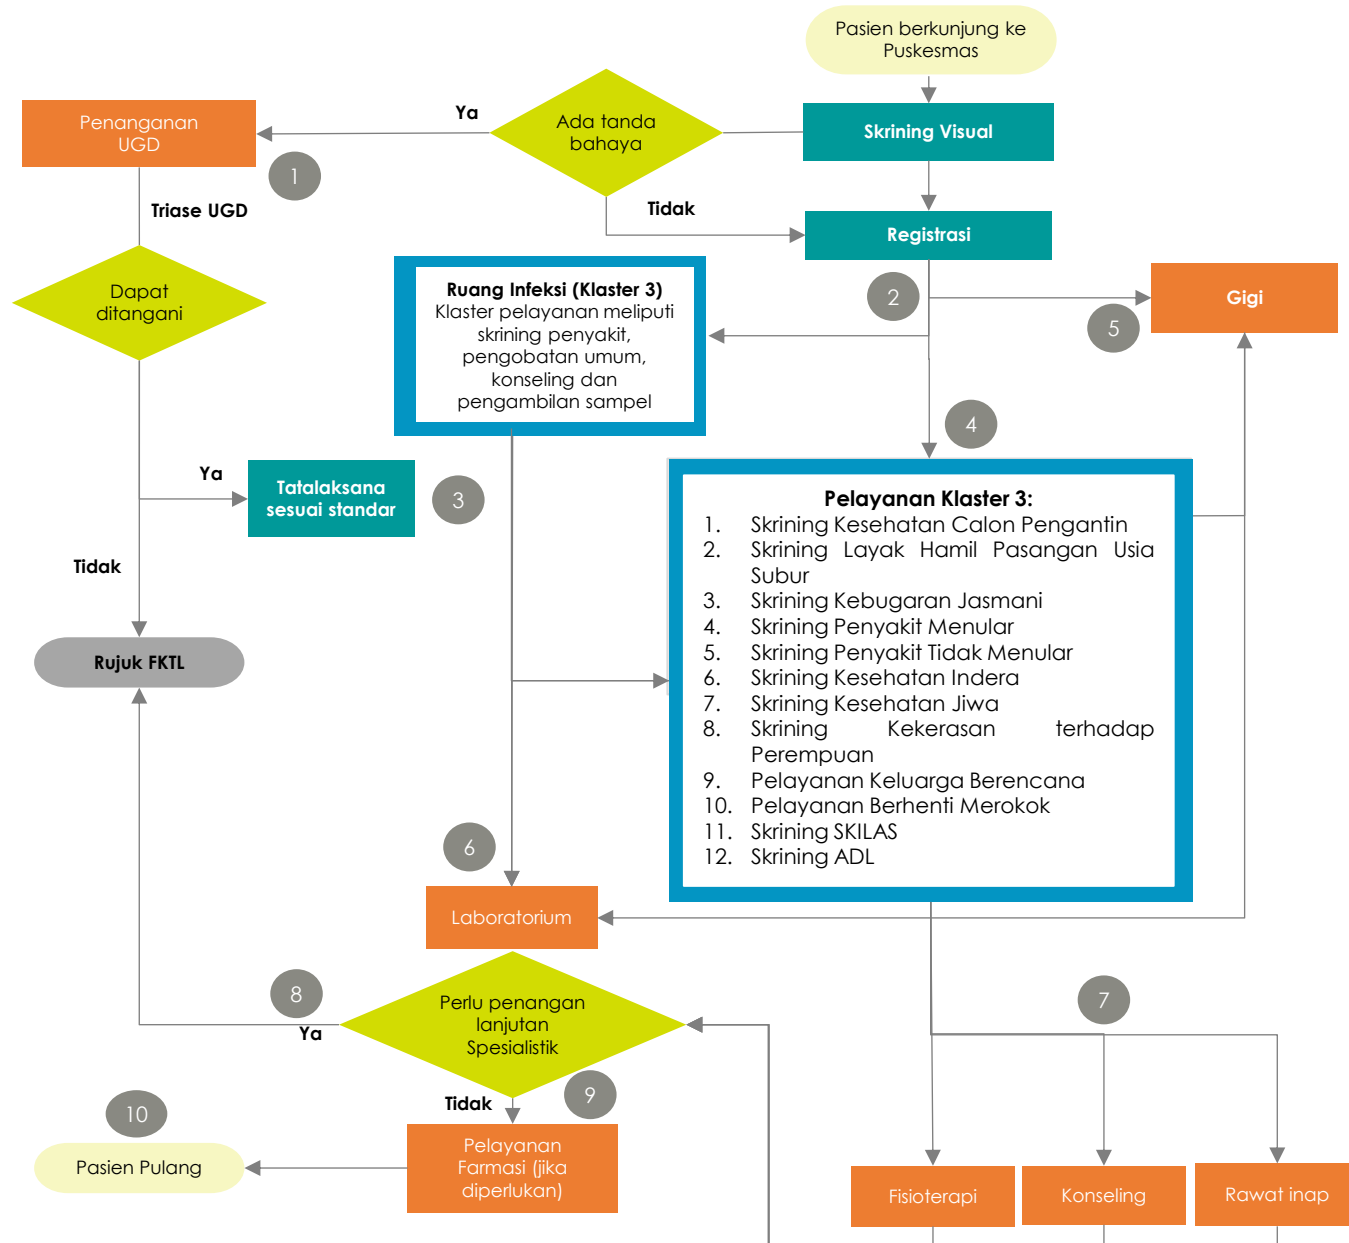 Pasien berkunjung ke
Puskesmas
Penanganan
UGD
Ya
Ada tanda
bahaya
Skrining Visual
1
Triase UGD
Tidak
Registrasi
Dapat
ditangani
Ruang Infeksi (Klaster 3)
Klaster pelayanan meliputi
skrining penyakit,
pengobatan umum,
konseling dan
pengambilan sampel
2
5
Gigi
4
Ya
Tatalaksana
sesuai standar
3
Tidak
Rujuk FKTL
Pelayanan Klaster 3:
1. Skrining Kesehatan Calon Pengantin
2. Skrining Layak Hamil Pasangan Usia
Subur
3. Skrining Kebugaran Jasmani
4. Skrining Penyakit Menular
5. Skrining Penyakit Tidak Menular
6. Skrining Kesehatan Indera
7. Skrining Kesehatan Jiwa
8. Skrining Kekerasan terhadap
Perempuan
9. Pelayanan Keluarga Berencana
10. Pelayanan Berhenti Merokok
11. Skrining SKILAS
12. Skrining ADL
6
Laboratorium
8
Ya
Perlu penangan
lanjutan
Spesialistik
7
9
Tidak
10
Pasien Pulang
Pelayanan
Farmasi (jika
diperlukan)
Fisioterapi
Konseling
Rawat inap